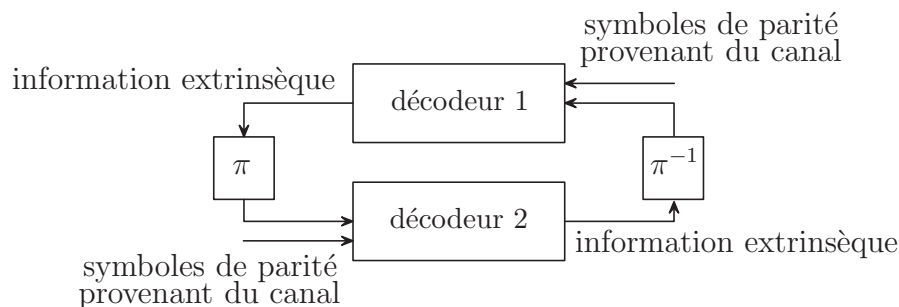 symboles de parité
provenant du canal
information extrinsèque
décodeur 1
π
π⁻¹
décodeur 2
information extrinsèque
symboles de parité
provenant du canal